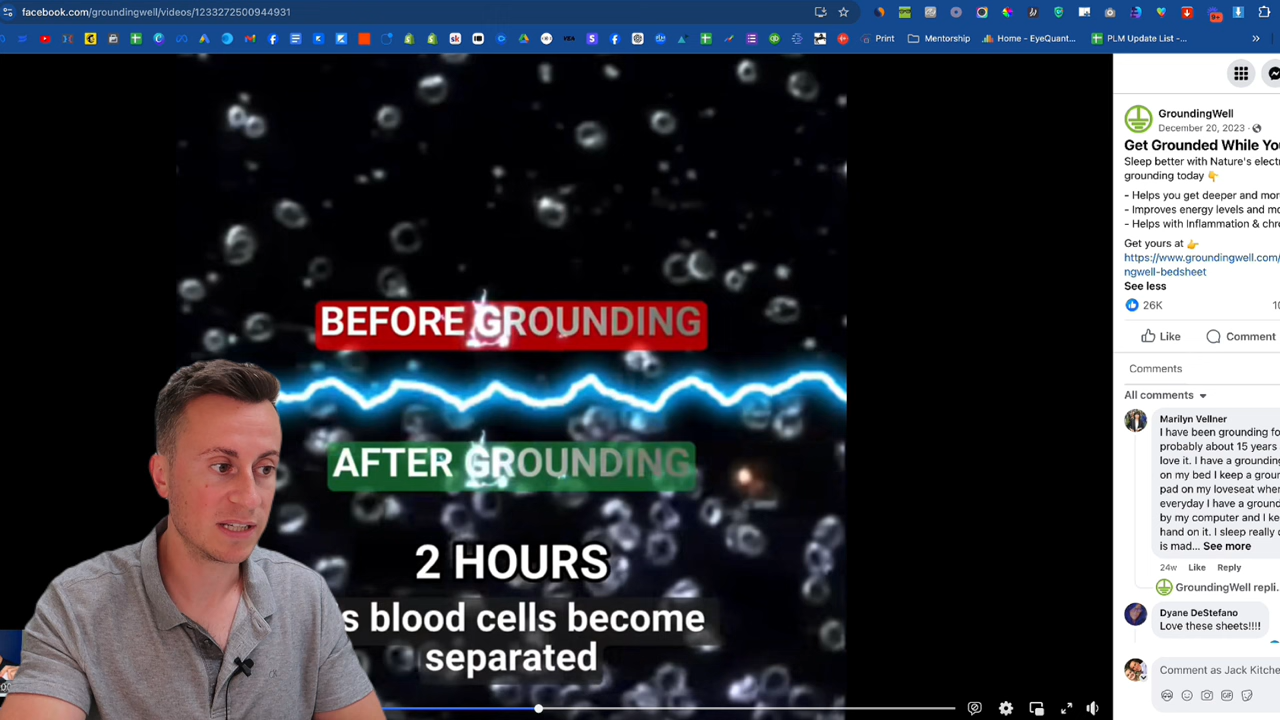 facebook.com/groundingwell/videos/1233272500944931
9+
Print
Mentorship
Home - EyeQuant...
PLM Update List -...
GroundingWell
December 20, 2023 ·
Get Grounded While Yo
Sleep better with Nature's elect
grounding today
- Helps you get deeper and mor
- Improves energy levels and mo
- Helps with Inflammation & chr
Get yours at
https://www.groundingwell.com/
ngwell-bedsheet
See less
26K
10
Like
Comment
Comments
All comments
Marilyn Vellner
I have been grounding fo
probably about 15 years
love it. I have a grounding
on my bed I keep a groun
pad on my loveseat when
everyday I have a ground
by my computer and I ke
hand on it. I sleep really d
is mad... See more
24w Like Reply
GroundingWell repli...
Dyane DeStefano
Love these sheets!!!!
Comment as Jack Kitche
BEFORE GROUNDING
AFTER GROUNDING
2 HOURS
s blood cells become
separated